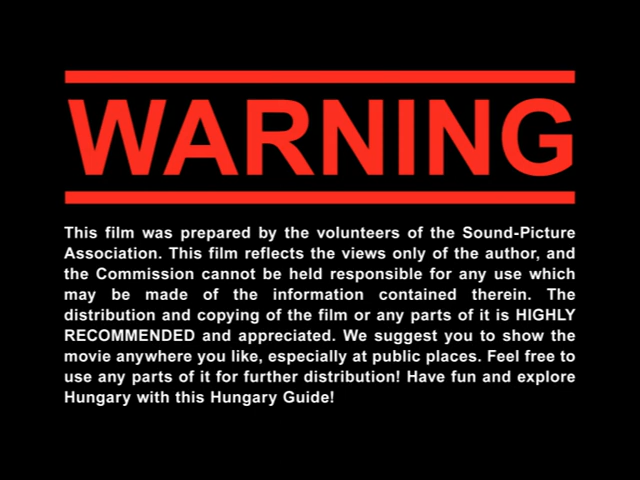 WARNING
This film was prepared by the volunteers of the Sound-Picture
Association. This film reflects the views only of the author, and
the Commission cannot be held responsible for any use which
may be made of the information contained therein. The
distribution and copying of the film or any parts of it is HIGHLY
RECOMMENDED and appreciated. We suggest you to show the
movie anywhere you like, especially at public places. Feel free to
use any parts of it for further distribution! Have fun and explore
Hungary with this Hungary Guide!